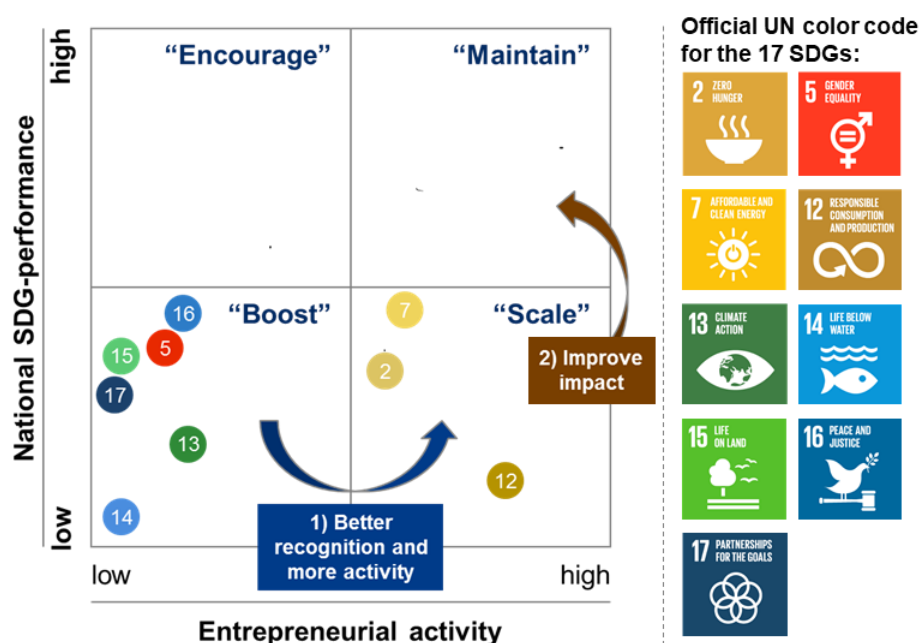 National SDG-performance
high
low
"Encourage"
"Maintain"
"Boost"
"Scale"
16
5
15
17
13
14
7
2
12
1) Better
recognition and
more activity
2) Improve
impact
low
high
Entrepreneurial activity
Official UN color code
for the 17 SDGs:
2 ZERO
HUNGER
5 GENDER
EQUALITY
7 AFFORDABLE AND
CLEAN ENERGY
12 RESPONSIBLE
CONSUMPTION
AND PRODUCTION
13 CLIMATE
ACTION
14 LIFE BELOW
WATER
15 LIFE
ON LAND
16 PEACE AND
JUSTICE
17 PARTNERSHIPS
FOR THE GOALS